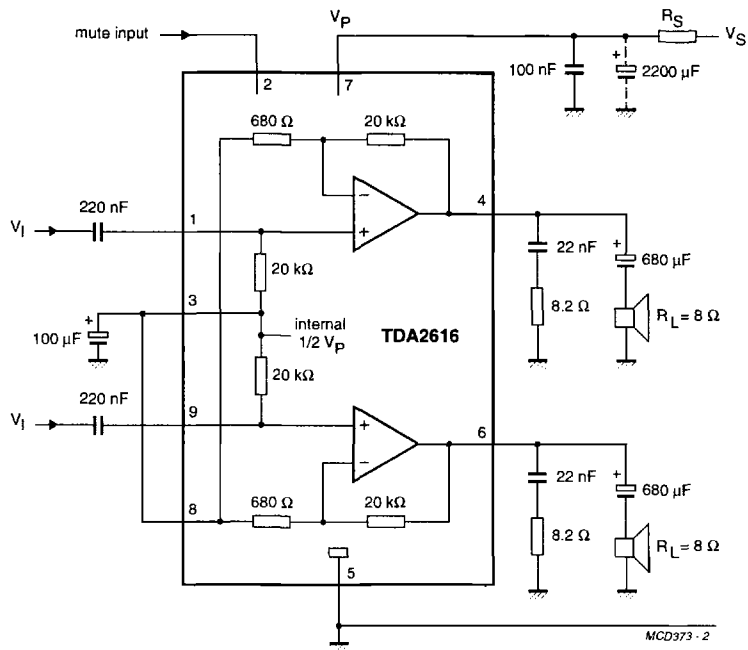 V_P
R_S
V_S
mute input
2
7
100 nF
+
2200 µF
680 Ω
20 kΩ
−
+
4
220 nF
V_I
1
20 kΩ
22 nF
+
680 µF
3
8.2 Ω
R_L = 8 Ω
+
100 µF
internal
1/2 V_P
TDA2616
20 kΩ
220 nF
V_I
9
+
−
6
22 nF
+
680 µF
8
680 Ω
20 kΩ
8.2 Ω
R_L = 8 Ω
5
MCD373 - 2